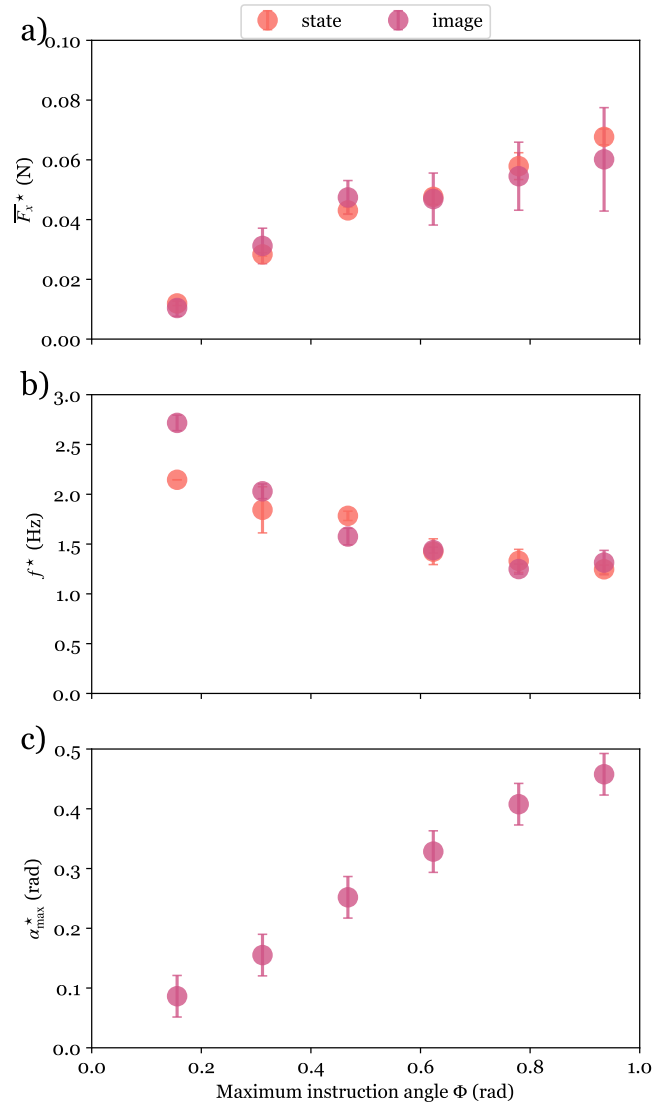 state image
a)
0.10
0.08
0.06
0.04
0.02
0.00
F̅ₓ⋆ (N)
b)
3.0
2.5
2.0
1.5
1.0
0.5
0.0
f⋆ (Hz)
c)
0.5
0.4
0.3
0.2
0.1
0.0
α⋆max (rad)
0.0 0.2 0.4 0.6 0.8 1.0
Maximum instruction angle Φ (rad)